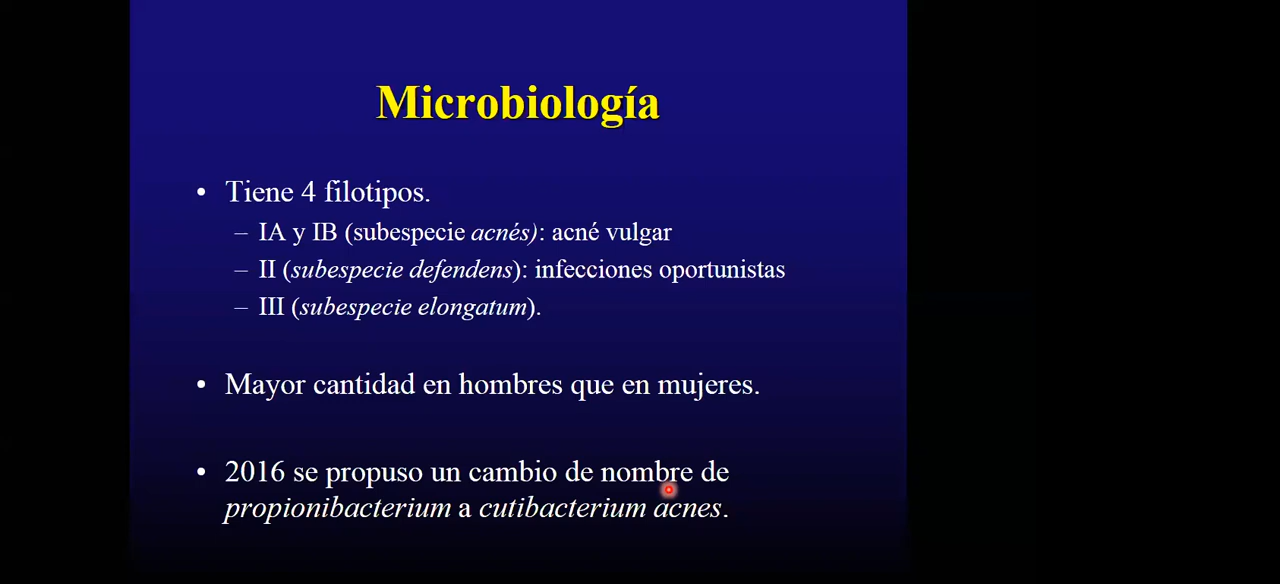 Microbiología
• Tiene 4 filotipos.
– IA y IB (subespecie acnés): acné vulgar
– II (subespecie defendens): infecciones oportunistas
– III (subespecie elongatum).
• Mayor cantidad en hombres que en mujeres.
• 2016 se propuso un cambio de nombre de
propionibacterium a cutibacterium acnes.